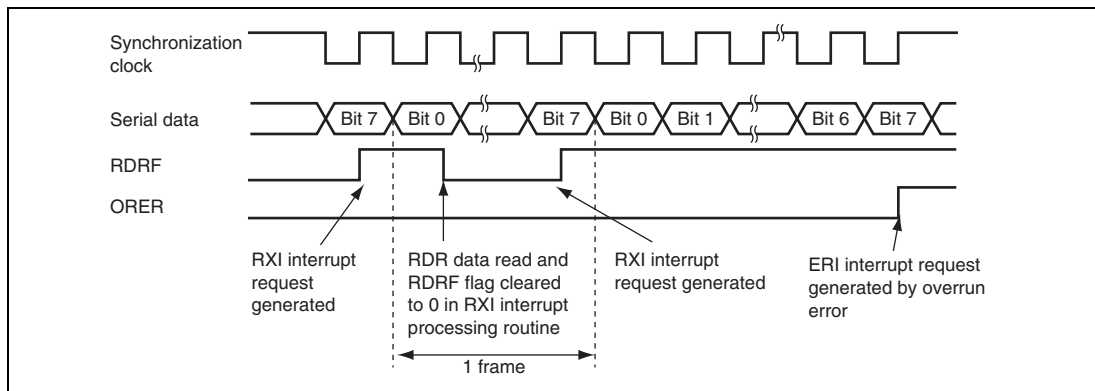 Synchronization
clock
Serial data
Bit 7
Bit 0
Bit 7
Bit 0
Bit 1
Bit 6
Bit 7
RDRF
ORER
RXI interrupt
request
generated
RDR data read and
RDRF flag cleared
to 0 in RXI interrupt
processing routine
RXI interrupt
request generated
ERI interrupt request
generated by overrun
error
1 frame